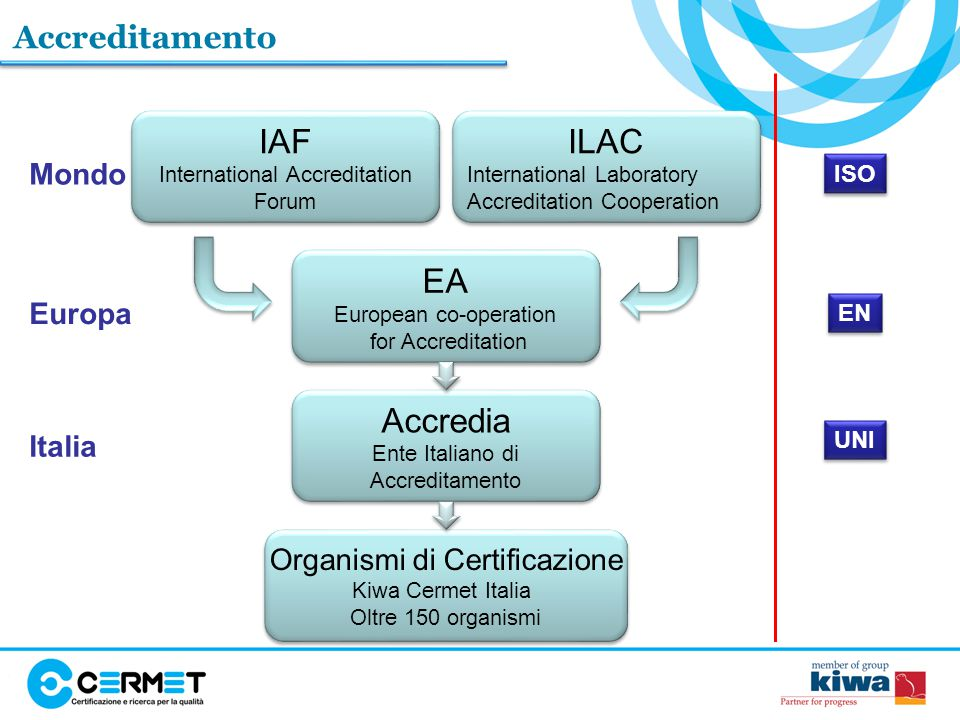 Accreditamento
Mondo
IAF
International Accreditation
Forum
ILAC
International Laboratory
Accreditation Cooperation
ISO
Europa
EA
European co-operation
for Accreditation
EN
Italia
Accredia
Ente Italiano di
Accreditamento
UNI
Organismi di Certificazione
Kiwa Cermet Italia
Oltre 150 organismi
CERMET
Certificazione e ricerca per la qualità
member of group
kiwa
Partner for progress